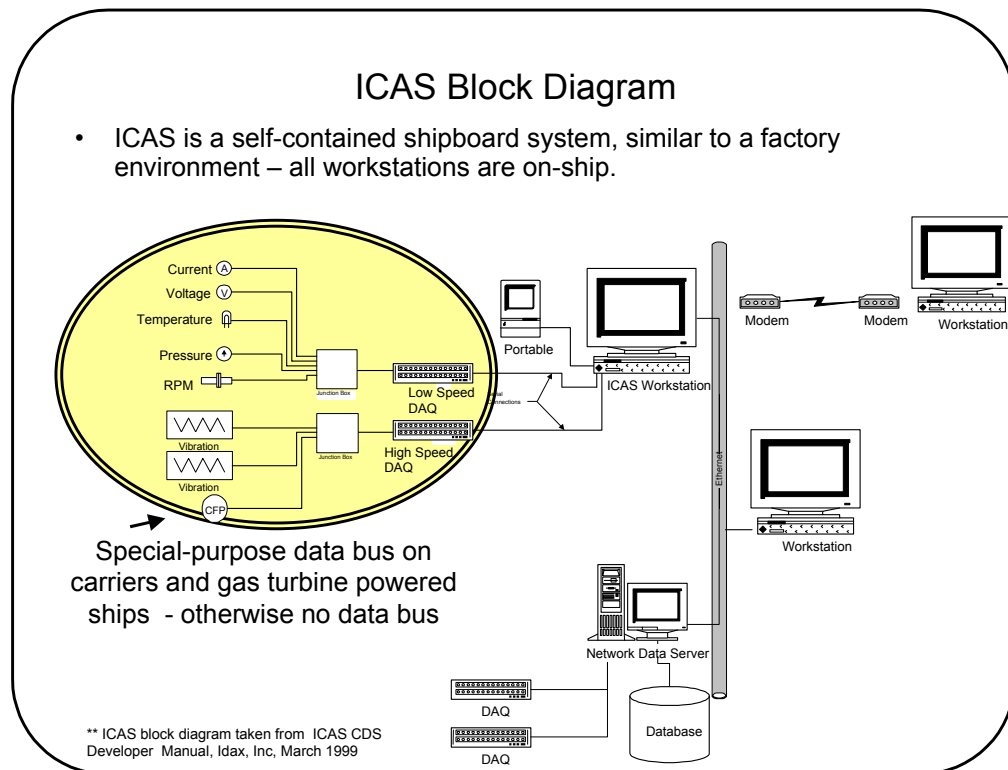 ICAS Block Diagram
• ICAS is a self-contained shipboard system, similar to a factory
environment – all workstations are on-ship.
Current A
Voltage V
Temperature
Pressure
RPM
Junction Box
Low Speed
DAQ
Vibration
Vibration
CFP
Junction Box
High Speed
DAQ
Connections
Portable
ICAS Workstation
Ethernet
Modem
Modem
Workstation
Workstation
Special-purpose data bus on
carriers and gas turbine powered
ships - otherwise no data bus
Network Data Server
DAQ
DAQ
Database
** ICAS block diagram taken from ICAS CDS
Developer Manual, Idax, Inc, March 1999